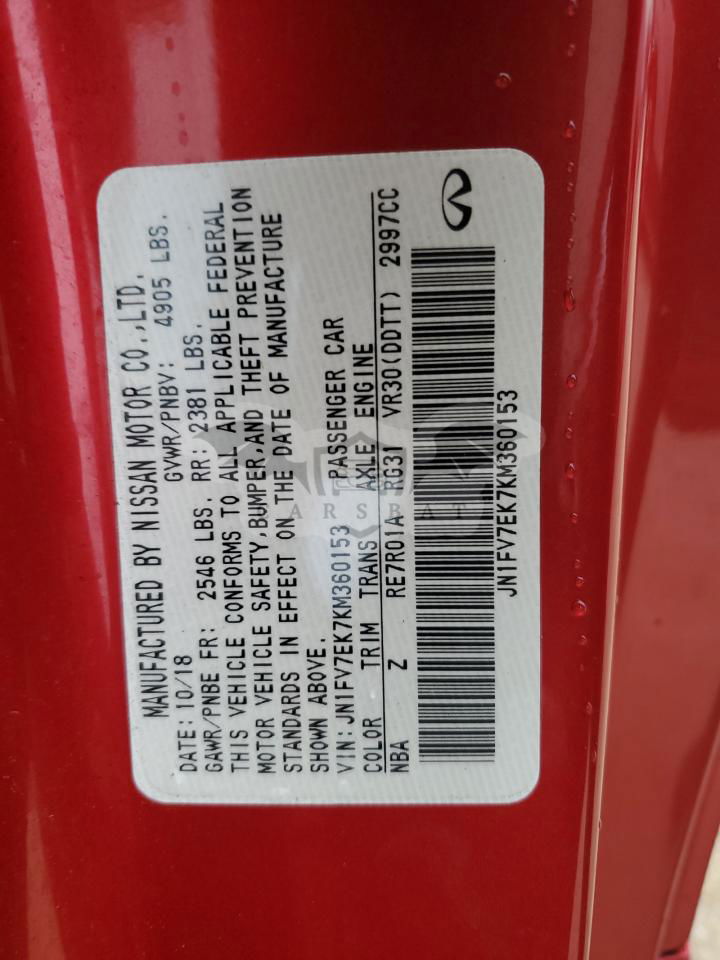 MANUFACTURED BY NISSAN MOTOR CO.,LTD.
DATE: 10/18 GVWR/PNBV: 4905 LBS.
GAWR/PNBE FR: 2546 LBS. RR: 2381 LBS.
THIS VEHICLE CONFORMS TO ALL APPLICABLE FEDERAL
MOTOR VEHICLE SAFETY,BUMPER,AND THEFT PREVENTION
STANDARDS IN EFFECT ON THE DATE OF MANUFACTURE
SHOWN ABOVE.
VIN: JN1FV7EK7KM360153 PASSENGER CAR
COLOR TRIM TRANS AXLE ENGINE
NBA Z RE7R01A RG31 VR30(DDTT) 2997CC
JN1FV7EK7KM360153
CARSBAT